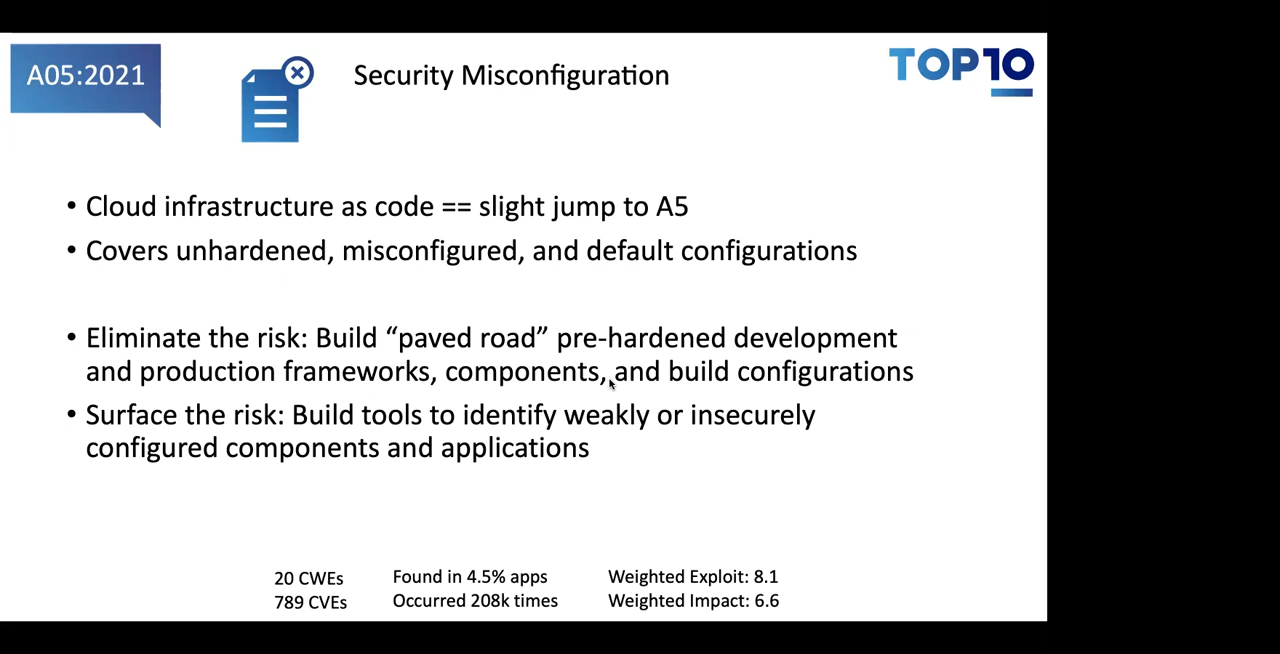 A05:2021
Security Misconfiguration
TOP10
• Cloud infrastructure as code == slight jump to A5
• Covers unhardened, misconfigured, and default configurations
• Eliminate the risk: Build “paved road” pre-hardened development
and production frameworks, components, and build configurations
• Surface the risk: Build tools to identify weakly or insecurely
configured components and applications
20 CWEs
789 CVEs
Found in 4.5% apps
Occurred 208k times
Weighted Exploit: 8.1
Weighted Impact: 6.6